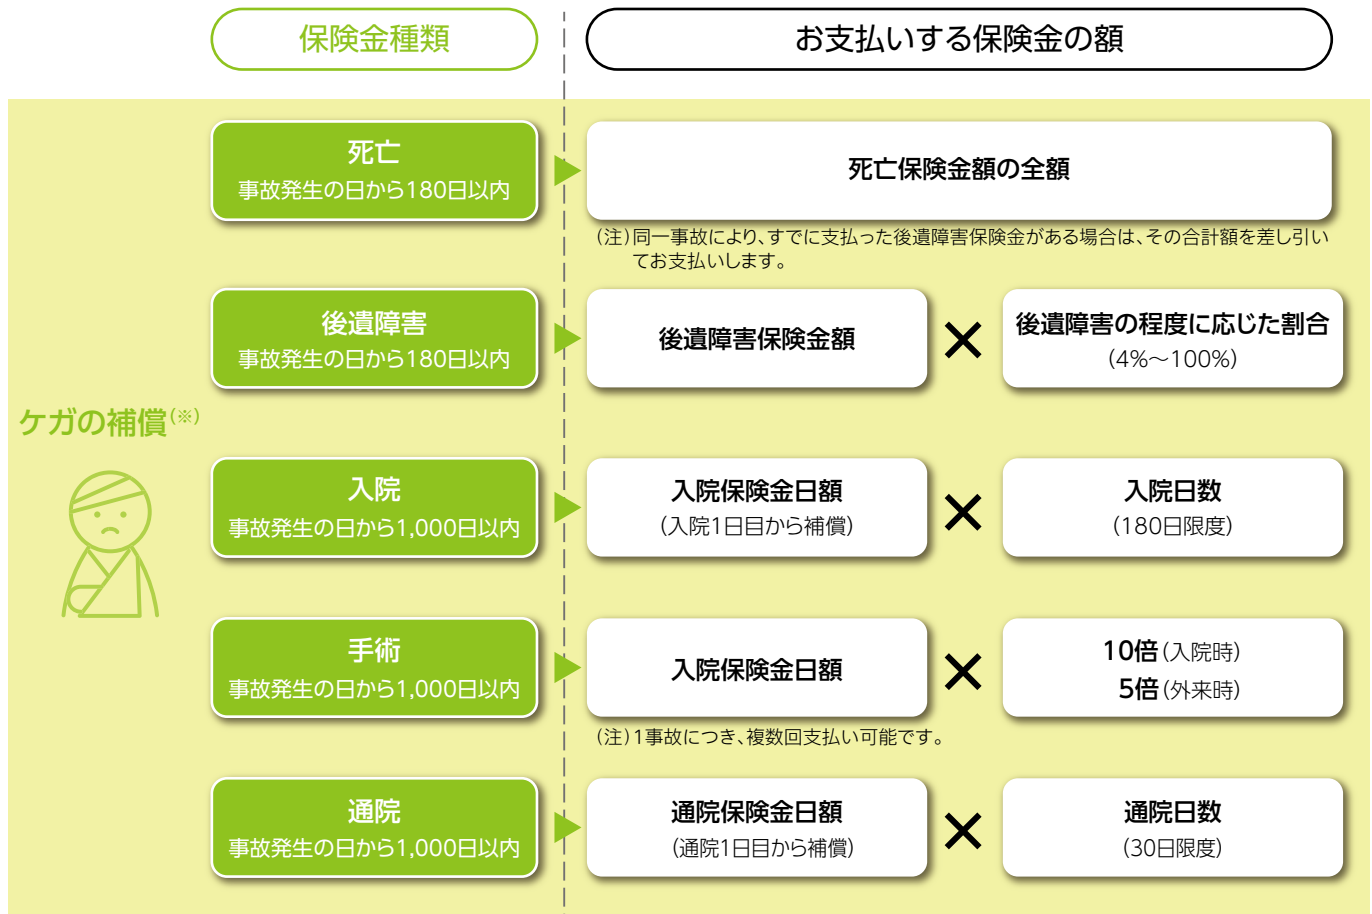 保険金種類
お支払いする保険金の額
死亡
事故発生の日から180日以内
死亡保険金額の全額
（注）同一事故により、すでに支払った後遺障害保険金がある場合は、その合計額を差し引い
てお支払いします。
後遺障害
事故発生の日から180日以内
後遺障害保険金額
×
後遺障害の程度に応じた割合
（4%～100%）
ケガの補償（※）
入院
事故発生の日から1,000日以内
入院保険金日額
（入院1日目から補償）
×
入院日数
（180日限度）
手術
事故発生の日から1,000日以内
入院保険金日額
×
10倍（入院時）
5倍（外来時）
（注）1事故につき、複数回支払い可能です。
通院
事故発生の日から1,000日以内
通院保険金日額
（通院1日目から補償）
×
通院日数
（30日限度）